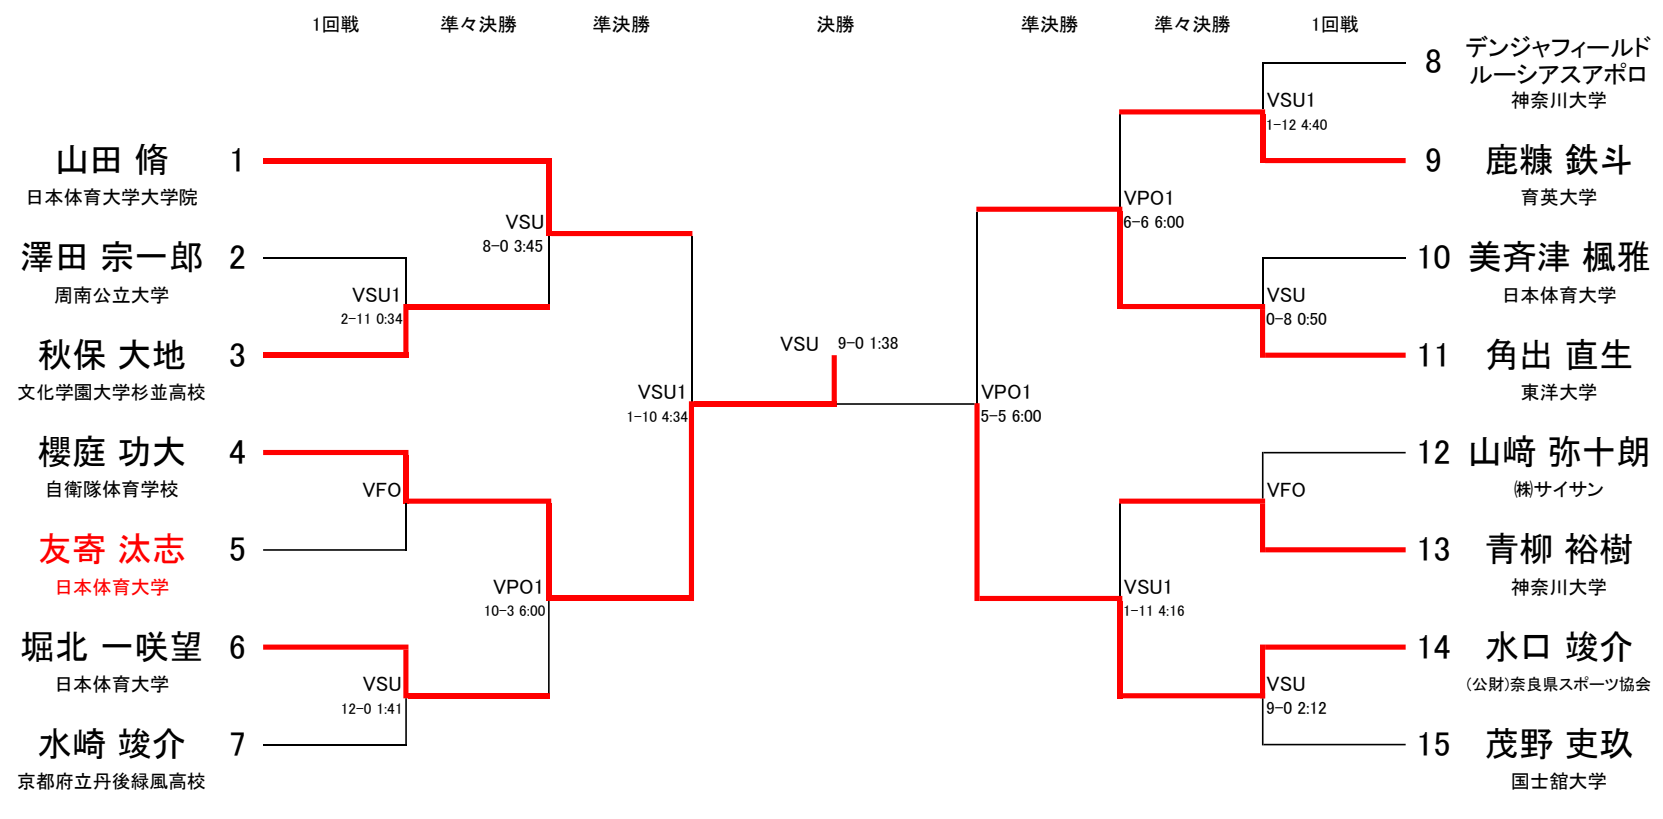 1回戦 準々決勝 準決勝 決勝 準決勝 準々決勝 1回戦
山田 脩 1
日本体育大学大学院
澤田 宗一郎 2
周南公立大学
秋保 大地 3
文化学園大学杉並高校
櫻庭 功大 4
自衛隊体育学校
友寄 汰志 5
日本体育大学
堀北 一咲望 6
日本体育大学
水崎 竣介 7
京都府立丹後緑風高校
VSU1
2-11 0:34
VFO
VSU
12-0 1:41
VSU
8-0 3:45
VPO1
10-3 6:00
VSU1
1-10 4:34
VSU 9-0 1:38
VPO1
5-5 6:00
VPO1
6-6 6:00
VSU1
1-11 4:16
VSU1
1-12 4:40
VSU
0-8 0:50
VFO
VSU
9-0 2:12
8 デンジャフィールド
ルーシアスアポロ
神奈川大学
9 鹿糠 鉄斗
育英大学
10 美斉津 楓雅
日本体育大学
11 角出 直生
東洋大学
12 山﨑 弥十朗
㈱サイサン
13 青柳 裕樹
神奈川大学
14 水口 竣介
(公財)奈良県スポーツ協会
15 茂野 吏玖
国士舘大学